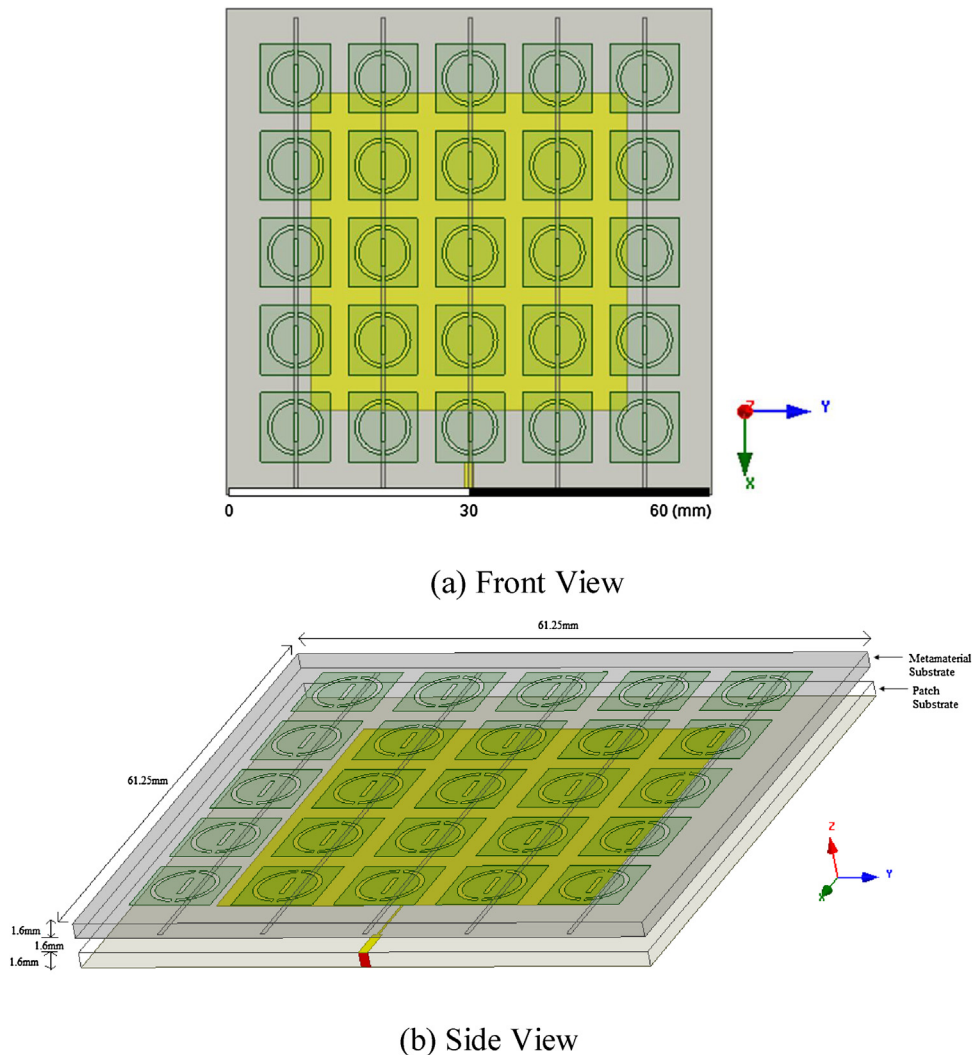 Z
Y
X
0 30 60 (mm)
(a) Front View
61.25mm
Metamaterial
Substrate
Patch
Substrate
61.25mm
Z
Y
X
1.6mm
1.6mm
1.6mm
(b) Side View